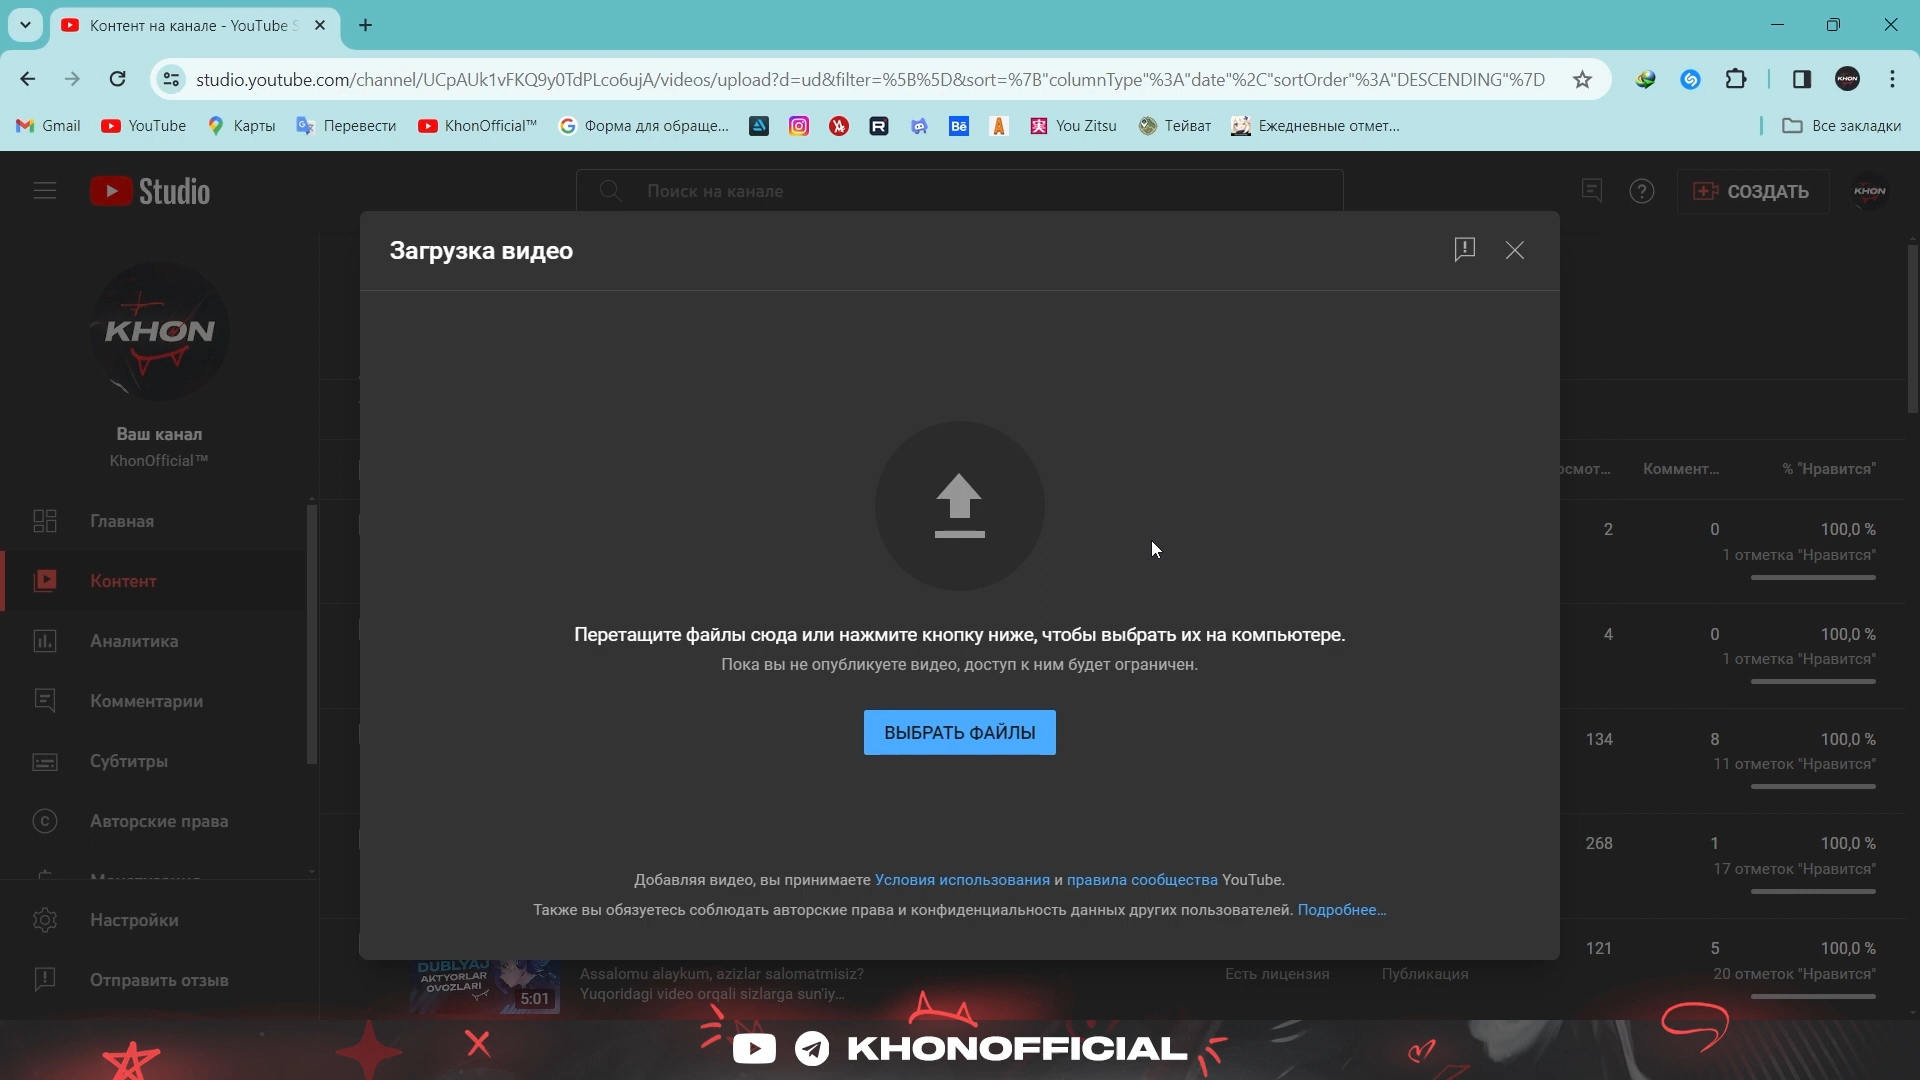 Контент на канале - YouTube S
studio.youtube.com/channel/UCpAUk1vFKQ9y0TdPLco6ujA/videos/upload?d=ud&filter=%5B%5D&sort=%7B"columnType"%3A"date"%2C"sortOrder"%3A"DESCENDING"%7D
Gmail YouTube Карты Перевести KhonOfficial™ Форма для обраще... Bē You Zitsu Тейват Ежедневные отмет... Все закладки
Studio
Поиск на канале
СОЗДАТЬ
KHON
Загрузка видео
KHON
Ваш канал
KhonOfficial™
осмот... Коммент... % "Нравится"
Главная
2 0 100,0 %
1 отметка "Нравится"
Контент
Аналитика
Перетащите файлы сюда или нажмите кнопку ниже, чтобы выбрать их на компьютере.
4 0 100,0 %
Пока вы не опубликуете видео, доступ к ним будет ограничен.
1 отметка "Нравится"
Комментарии
ВЫБРАТЬ ФАЙЛЫ
134 8 100,0 %
11 отметок "Нравится"
Субтитры
Авторские права
268 1 100,0 %
17 отметок "Нравится"
Добавляя видео, вы принимаете Условия использования и правила сообщества YouTube.
Также вы обязуетесь соблюдать авторские права и конфиденциальность данных других пользователей. Подробнее...
Настройки
121 5 100,0 %
20 отметок "Нравится"
Отправить отзыв
DUBLYAJ
AKTYORLAR
OVOZLARI
5:01
Assalomu alaykum, azizlar salomatmisiz?
Yuqoridagi video orqali sizlarga sun'iy...
Есть лицензия Публикация
KHONOFFICIAL